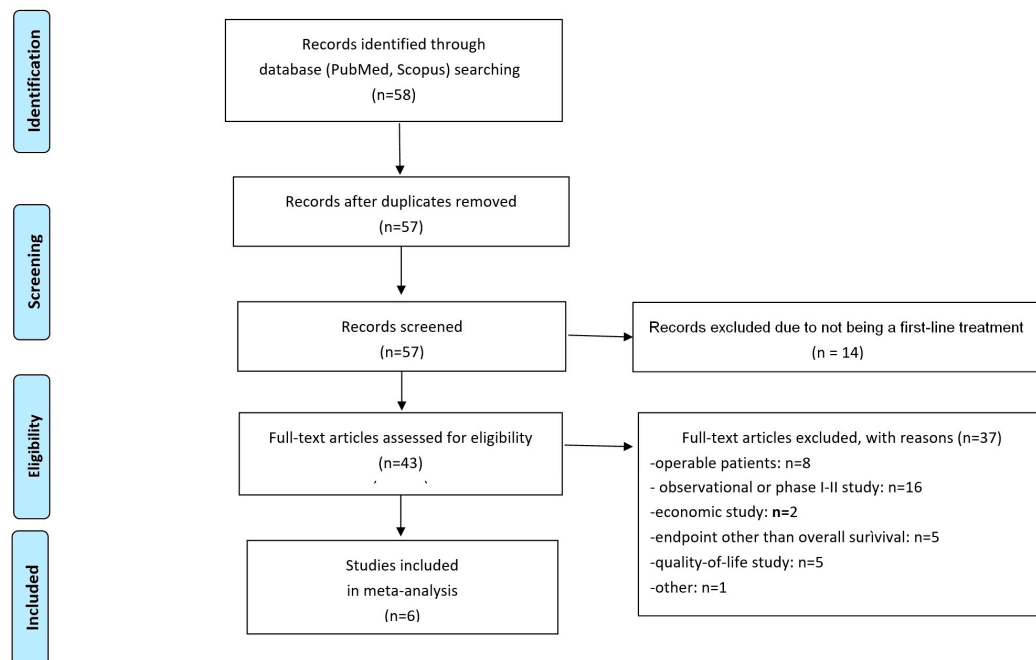 Identification
Records identified through
database (PubMed, Scopus) searching
(n=58)
Screening
Records after duplicates removed
(n=57)
Records screened
(n=57)
Records excluded due to not being a first-line treatment
(n = 14)
Eligibility
Full-text articles assessed for eligibility
(n=43)
Full-text articles excluded, with reasons (n=37)
-operable patients: n=8
- observational or phase I-II study: n=16
-economic study: n=2
-endpoint other than overall surìvival: n=5
-quality-of-life study: n=5
-other: n=1
Included
Studies included
in meta-analysis
(n=6)